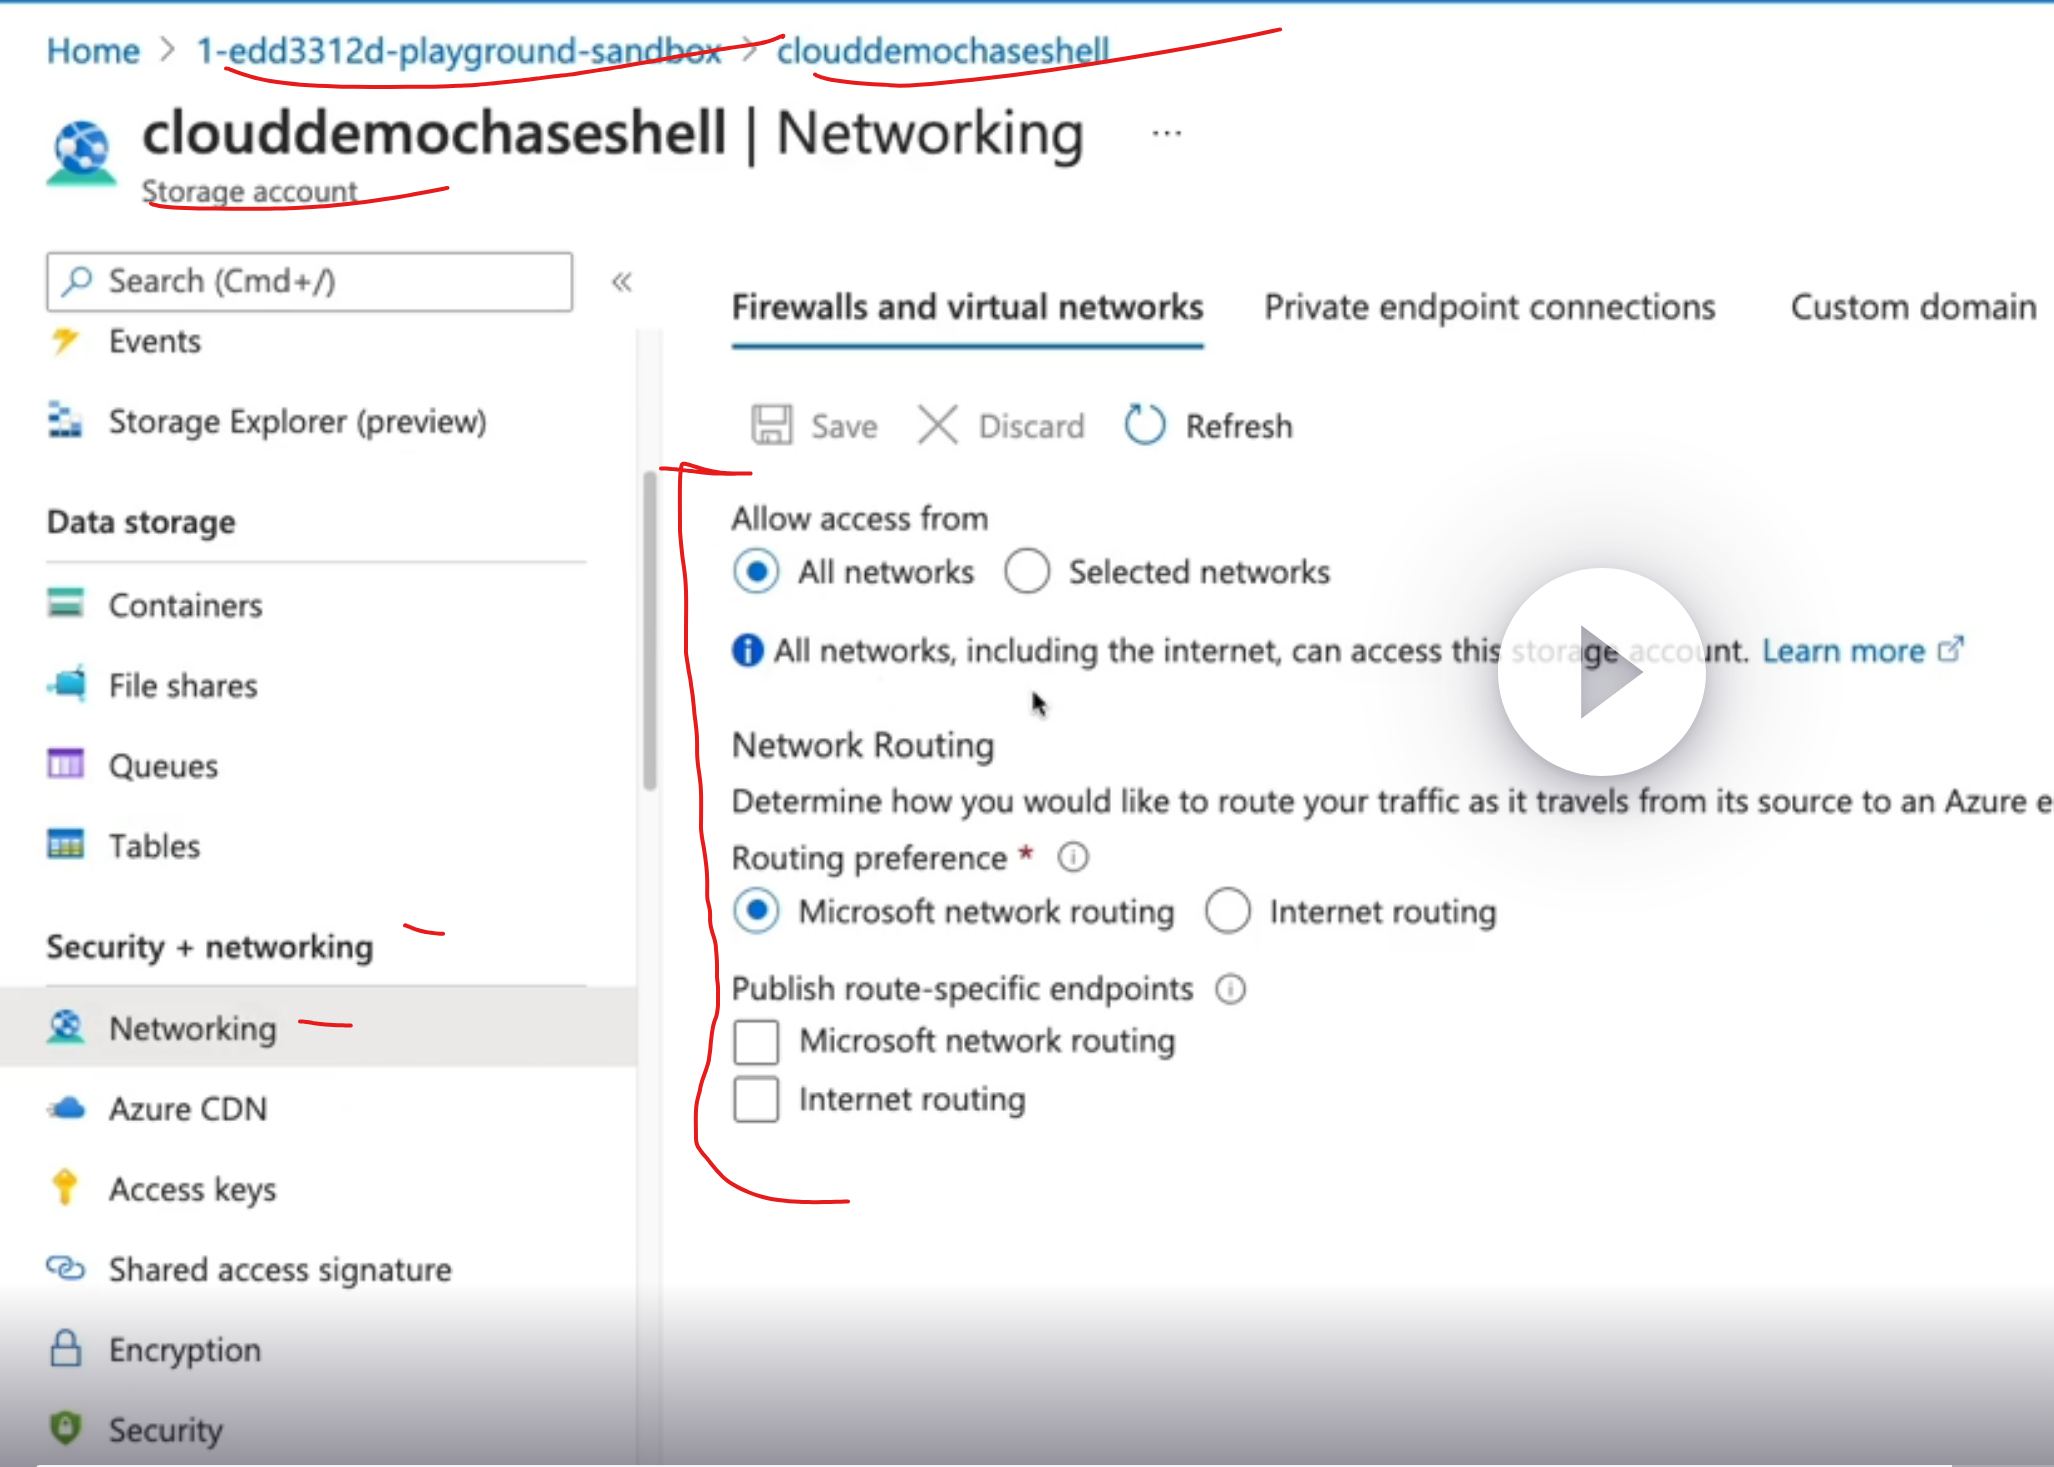 Home > 1-edd3312d-playground-sandbox > clouddemochaseshell
clouddemochaseshell | Networking ...
Storage account
Search (Cmd+/)
«
Events
Storage Explorer (preview)
Data storage
Containers
File shares
Queues
Tables
Security + networking
Networking
Azure CDN
Access keys
Shared access signature
Encryption
Security
Firewalls and virtual networks Private endpoint connections Custom domain
Save Discard Refresh
Allow access from
All networks Selected networks
All networks, including the internet, can access this storage account. Learn more
Network Routing
Determine how you would like to route your traffic as it travels from its source to an Azure e
Routing preference *
Microsoft network routing Internet routing
Publish route-specific endpoints
Microsoft network routing
Internet routing